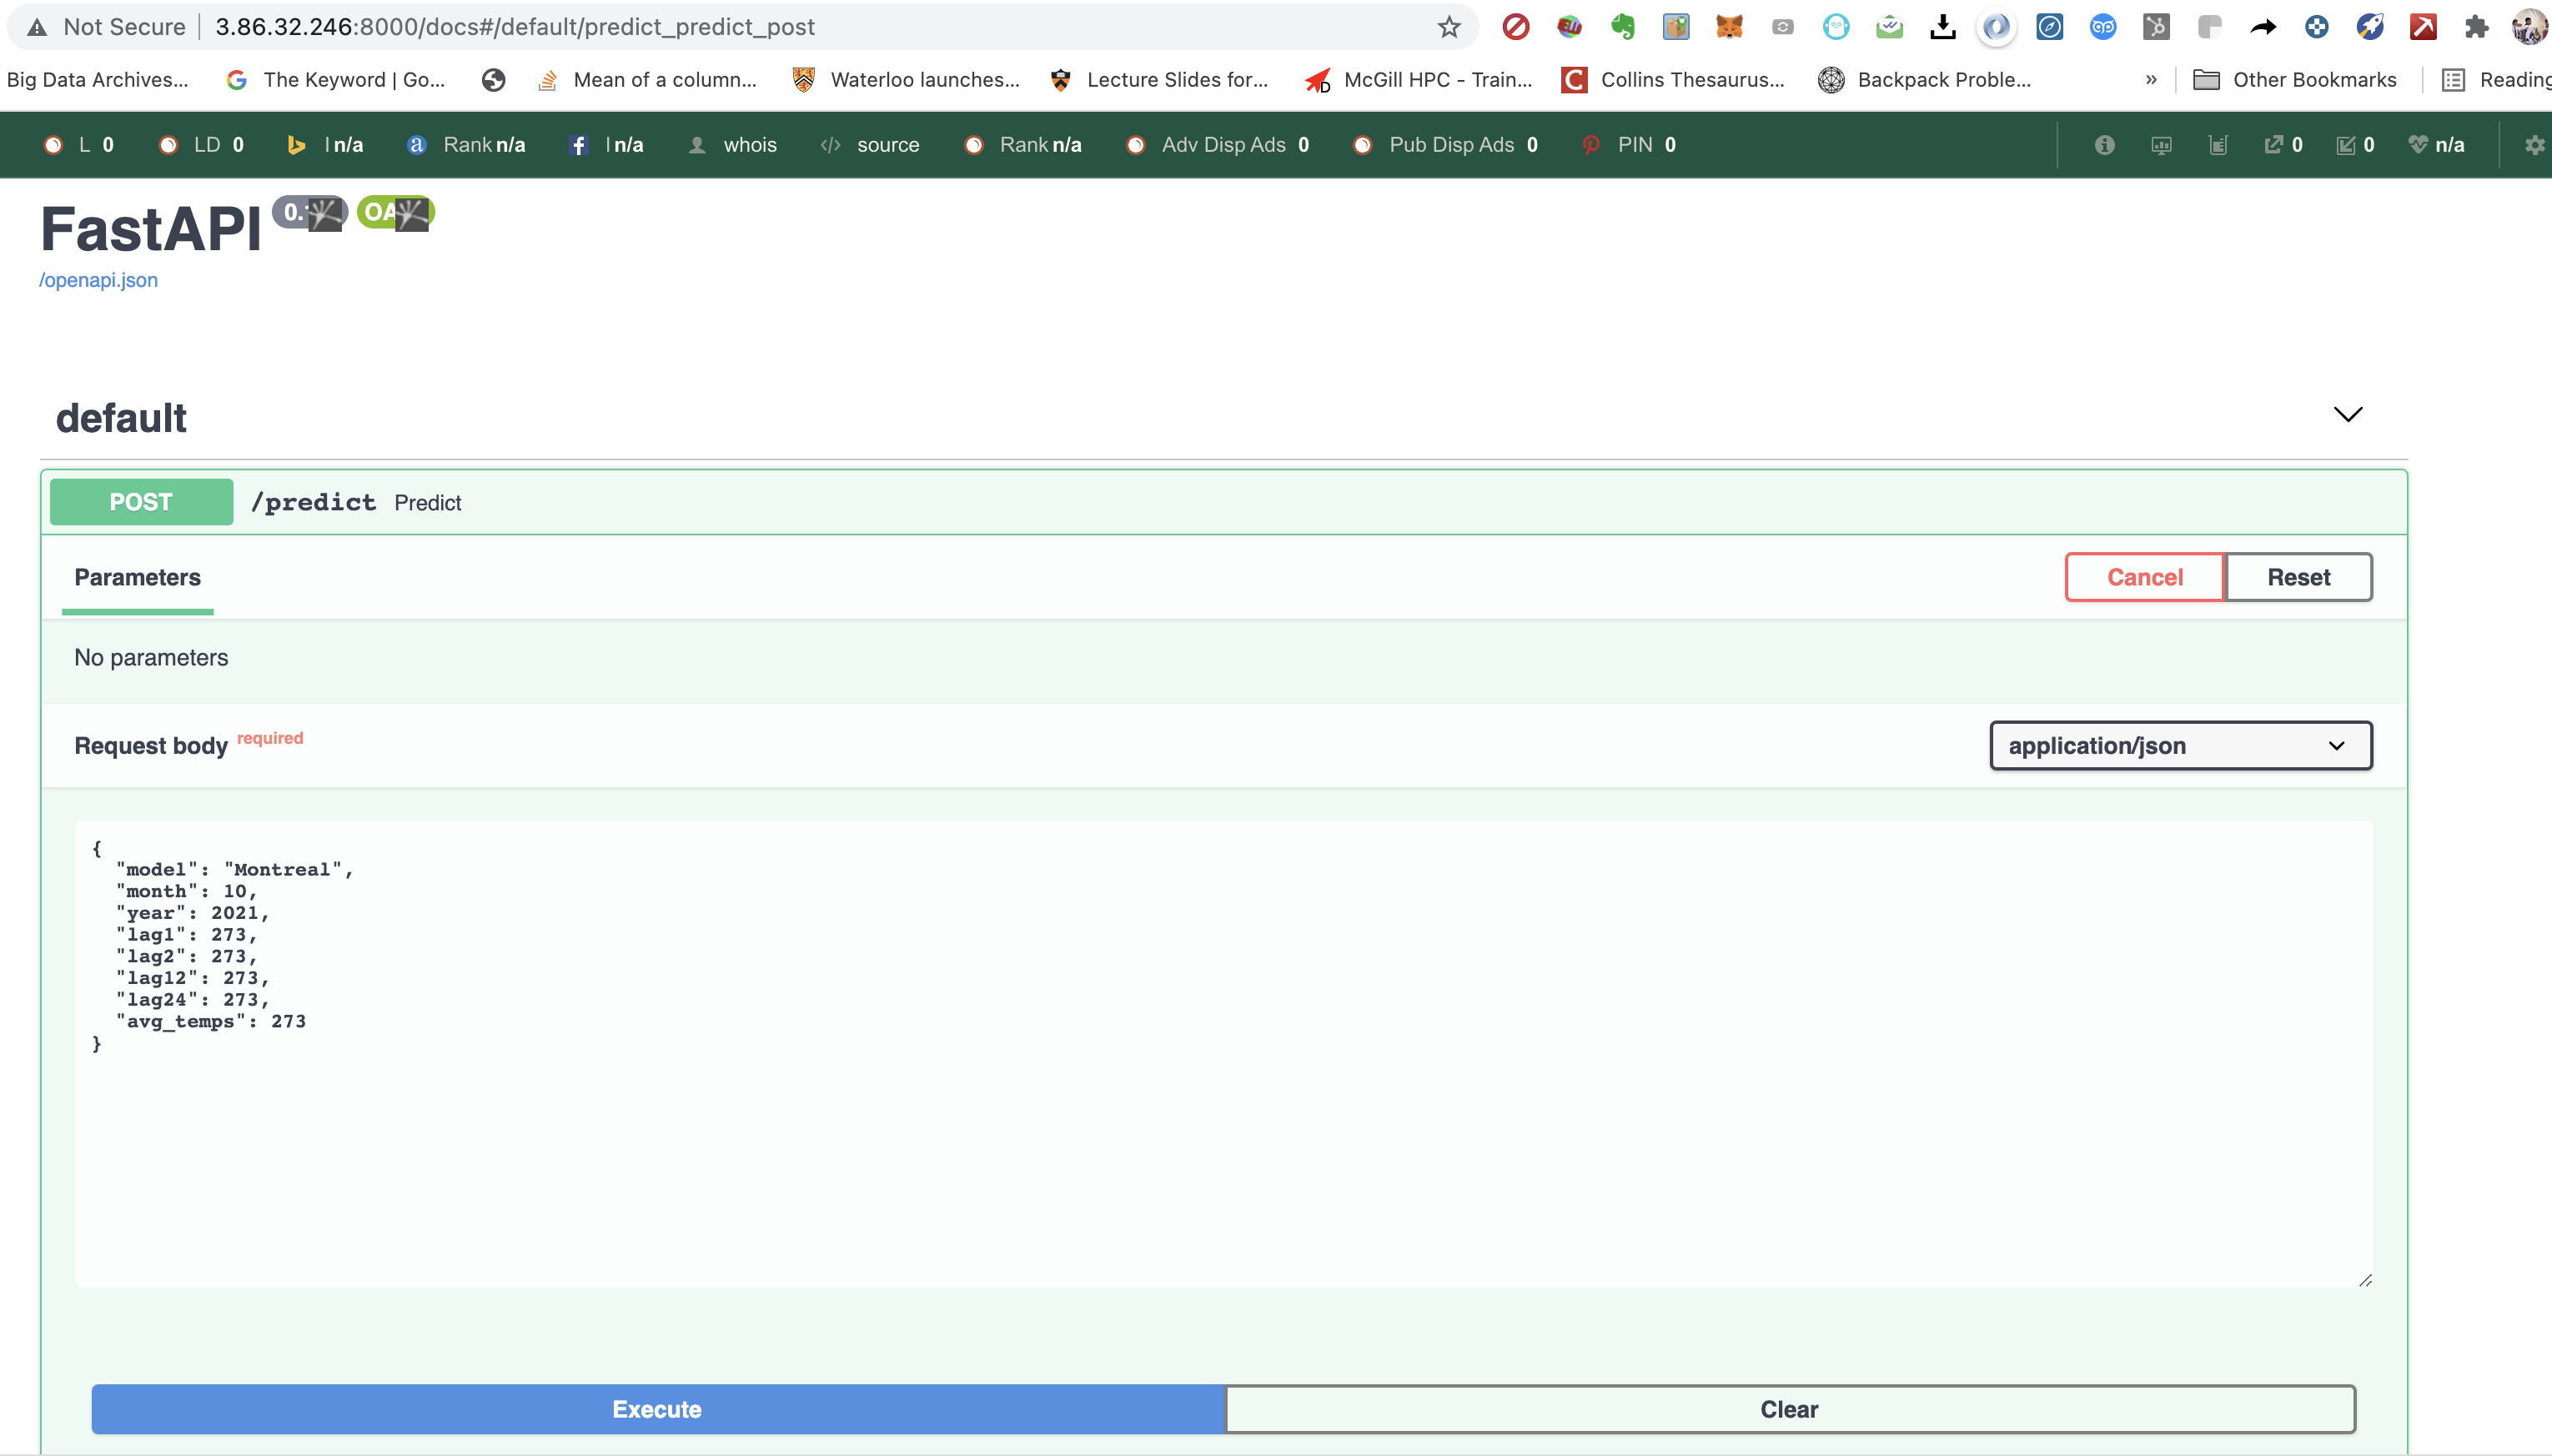 Not Secure 3.86.32.246:8000/docs#/default/predict_predict_post
Big Data Archives... The Keyword | Go... Mean of a column... Waterloo launches... Lecture Slides for... McGill HPC - Train... Collins Thesaurus... Backpack Proble... » Other Bookmarks Reading
L 0 LD 0 I n/a Rank n/a I n/a whois source Rank n/a Adv Disp Ads 0 Pub Disp Ads 0 PIN 0 0 0 n/a
FastAPI 0. OA
/openapi.json
default
POST /predict Predict
Parameters Cancel Reset
No parameters
Request body required application/json
{
"model": "Montreal",
"month": 10,
"year": 2021,
"lag1": 273,
"lag2": 273,
"lag12": 273,
"lag24": 273,
"avg_temps": 273
}
Execute Clear